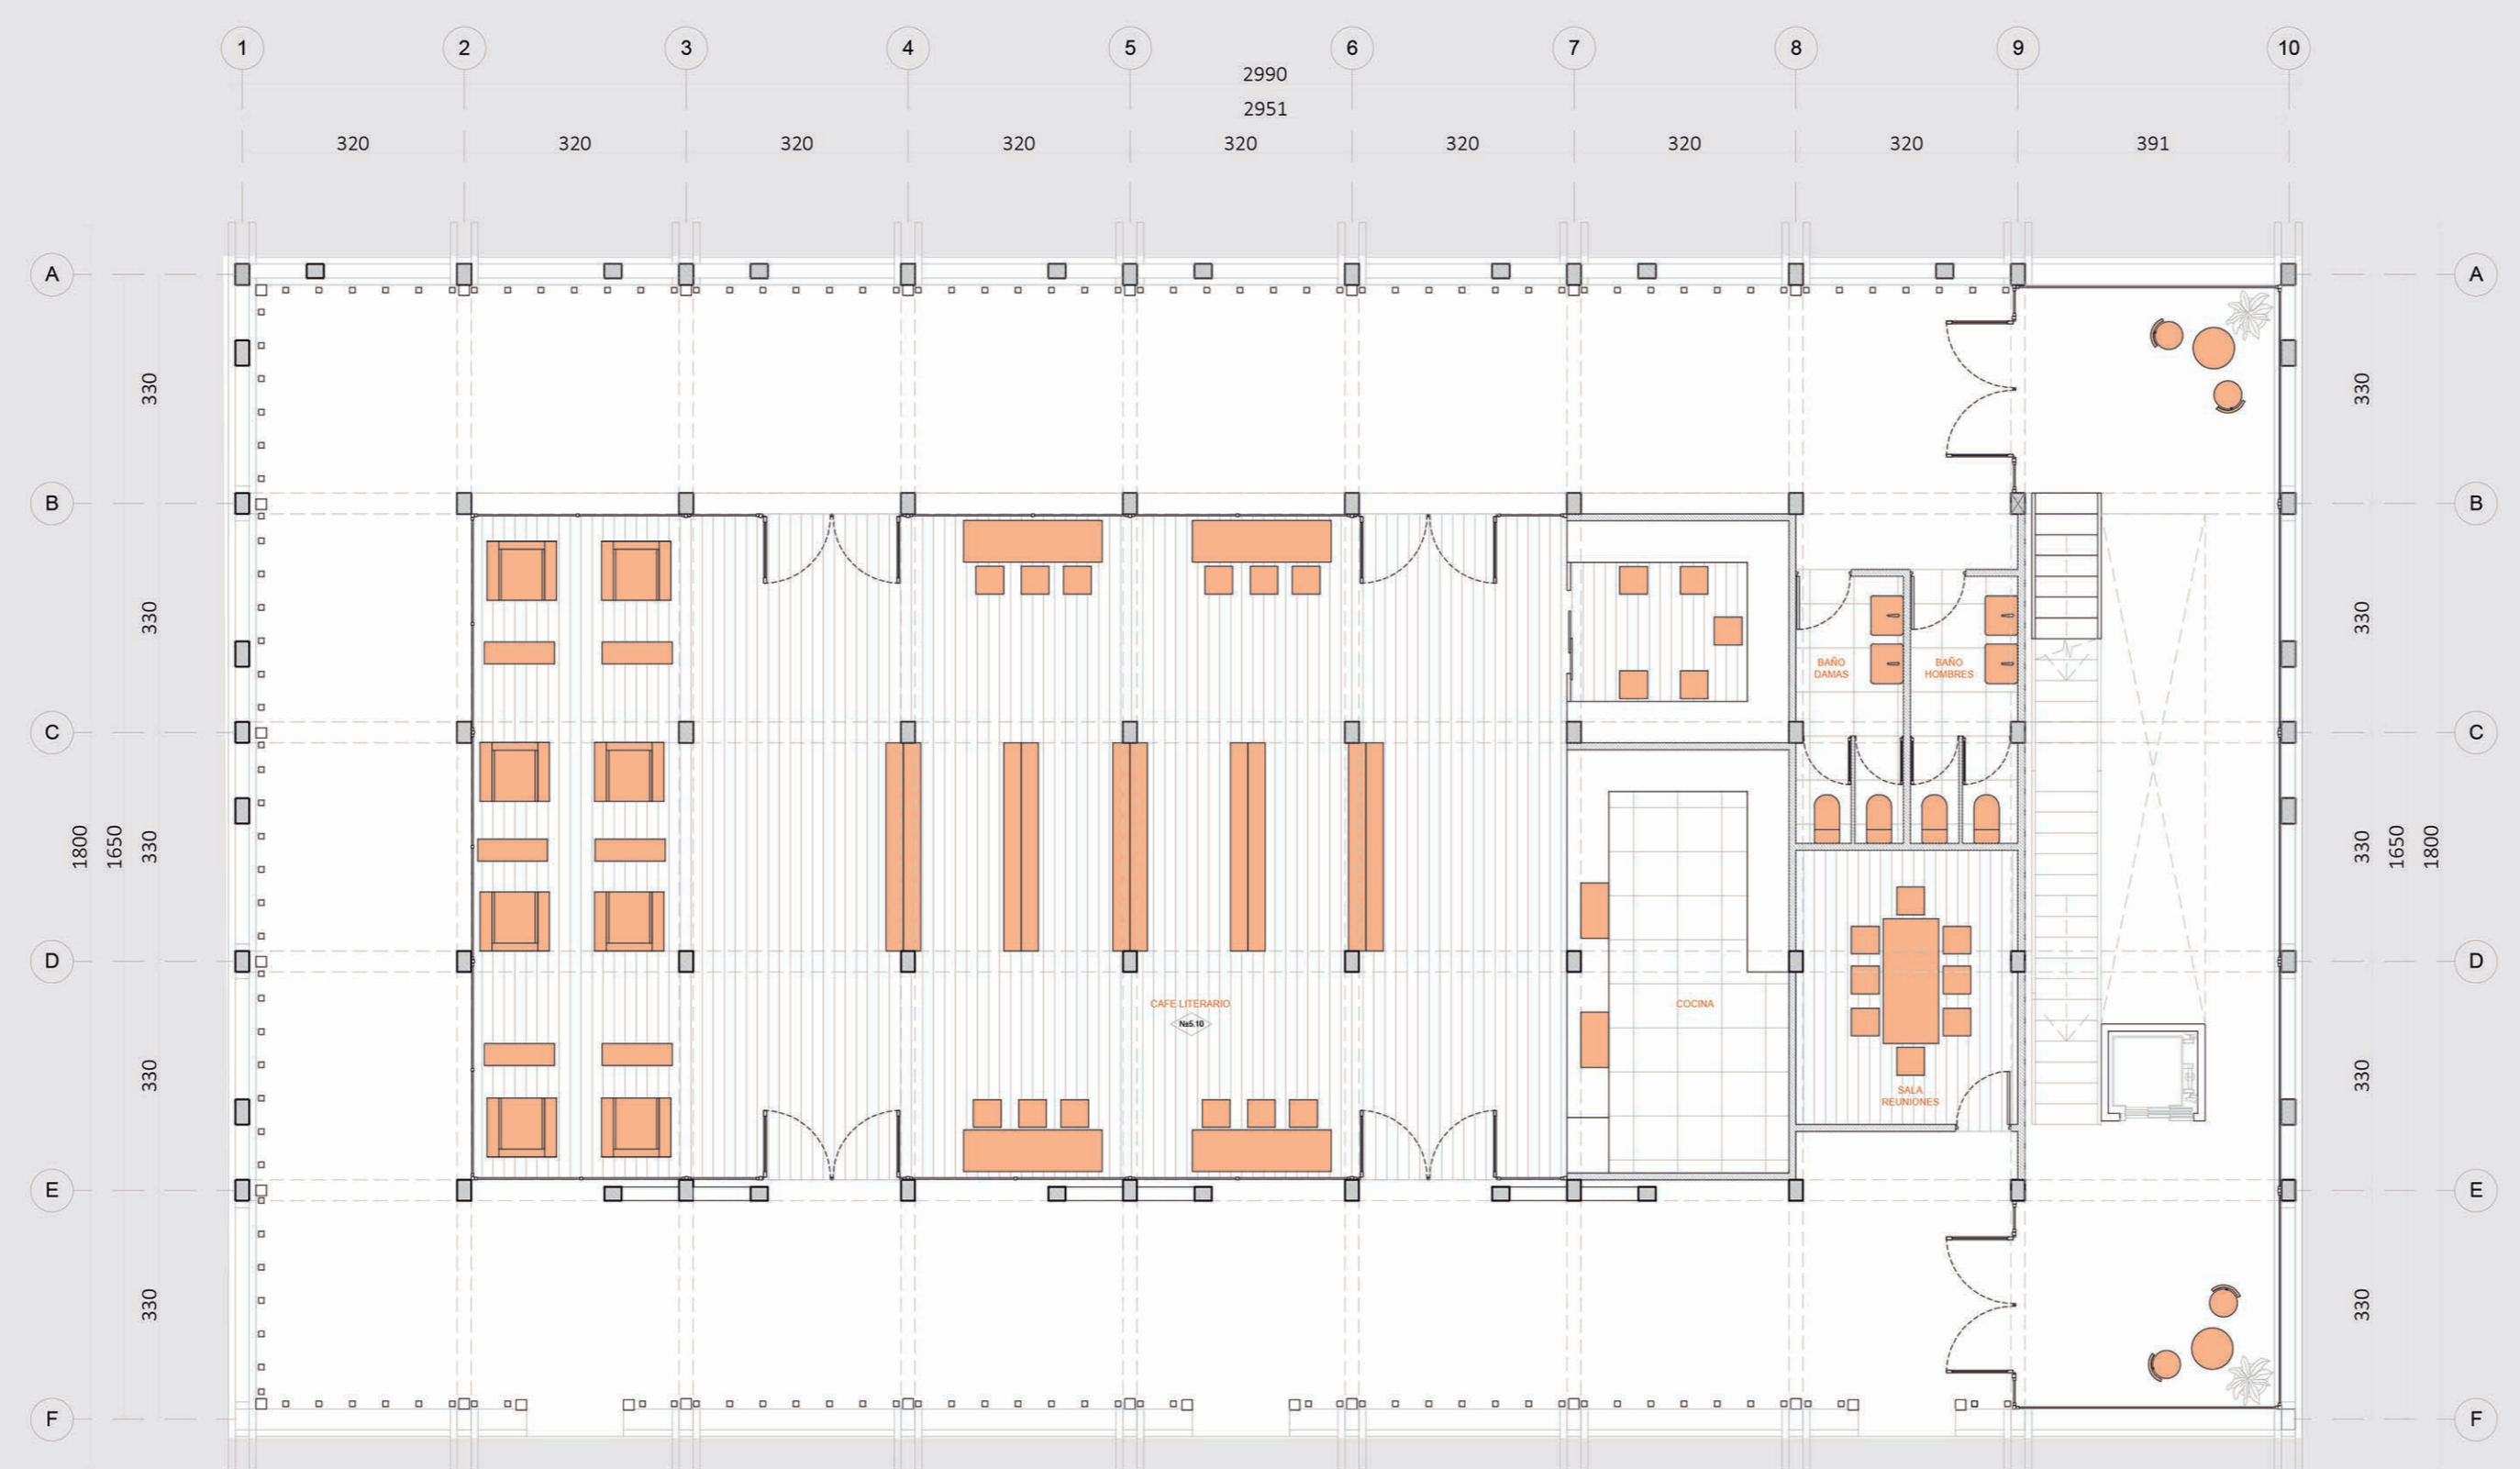 1 2 3 4 5 6 7 8 9 10
2990
2951
320 320 320 320 320 320 320 320 391
A A
330 330
B B
330 330
BAÑO
DAMAS
BAÑO
HOMBRES
C C
1800 1650 330 330 1650 1800
D D
CAFE LITERARIO
N±5.10
COCINA
330 330
SALA
REUNIONES
E E
330 330
F F